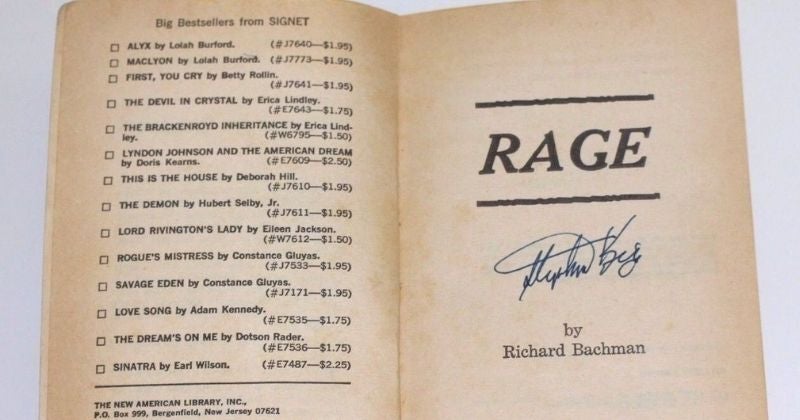 Big Bestsellers from SIGNET
ALYX by Lolah Burford. (#J7640—$1.95)
MACLYON by Lolah Burford. (#J7773—$1.95)
FIRST, YOU CRY by Betty Rollin.
(#J7641—$1.95)
THE DEVIL IN CRYSTAL by Erica Lindley.
(#E7643—$1.75)
THE BRACKENROYD INHERITANCE by Erica Lind-
ley. (#W6795—$1.50)
LYNDON JOHNSON AND THE AMERICAN DREAM
by Doris Kearns. (#E7609—$2.50)
THIS IS THE HOUSE by Deborah Hill.
(#J7610—$1.95)
THE DEMON by Hubert Selby, Jr.
(#J7611—$1.95)
LORD RIVINGTON'S LADY by Eileen Jackson.
(#W7612—$1.50)
ROGUE'S MISTRESS by Constance Gluyas.
(#J7533—$1.95)
SAVAGE EDEN by Constance Gluyas.
(#J7171—$1.95)
LOVE SONG by Adam Kennedy.
(#E7535—$1.75)
THE DREAM'S ON ME by Dotson Rader.
(#E7536—$1.75)
SINATRA by Earl Wilson. (#E7487—$2.25)
THE NEW AMERICAN LIBRARY, INC.,
P.O. Box 999, Bergenfield, New Jersey 07621
RAGE
Stephen King
by
Richard Bachman